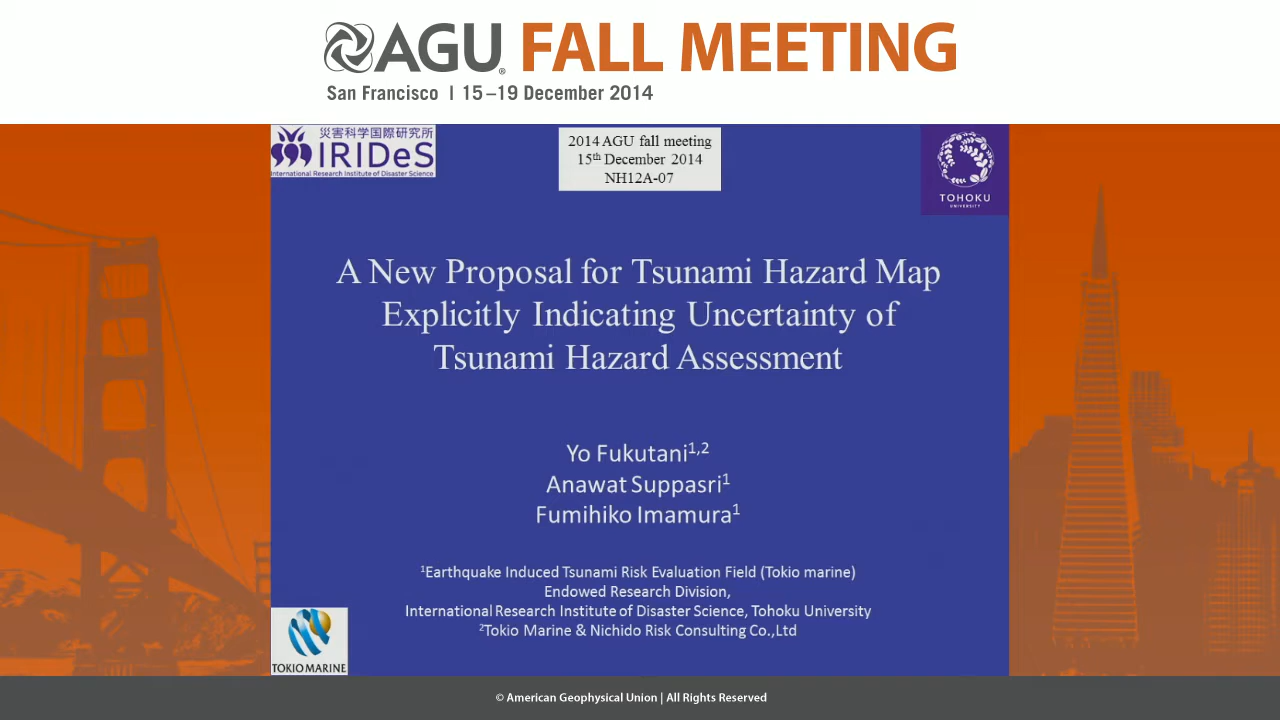 AGU® FALL MEETING
San Francisco | 15–19 December 2014
災害科学国際研究所
IRIDeS
International Research Institute of Disaster Science
2014 AGU fall meeting
15th December 2014
NH12A-07
TOHOKU
UNIVERSITY
A New Proposal for Tsunami Hazard Map
Explicitly Indicating Uncertainty of
Tsunami Hazard Assessment
Yo Fukutani1,2
Anawat Suppasri1
Fumihiko Imamura1
1Earthquake Induced Tsunami Risk Evaluation Field (Tokio marine)
Endowed Research Division,
International Research Institute of Disaster Science, Tohoku University
2Tokio Marine & Nichido Risk Consulting Co.,Ltd
TOKIO MARINE
© American Geophysical Union | All Rights Reserved